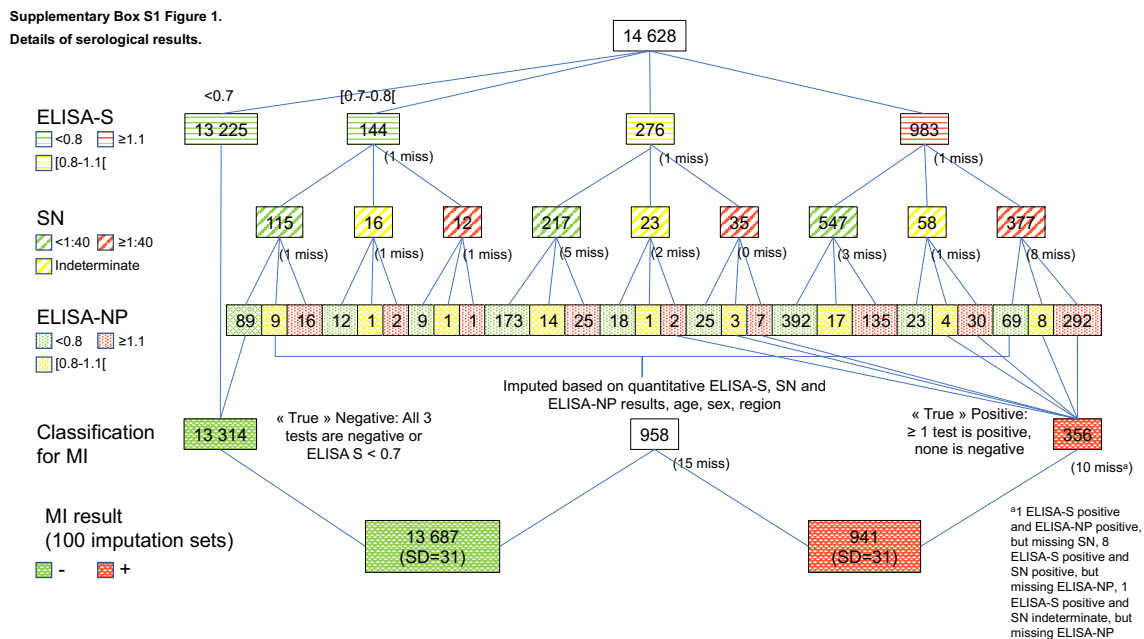 Supplementary Box S1 Figure 1.
Details of serological results.
14 628
<0.7
[0.7-0.8[
ELISA-S
<0.8
≥1.1
[0.8-1.1[
13 225
144
276
983
(1 miss)
(1 miss)
(1 miss)
SN
<1:40
≥1:40
Indeterminate
115
16
12
217
23
35
547
58
377
(1 miss)
(1 miss)
(1 miss)
(5 miss)
(2 miss)
(0 miss)
(3 miss)
(1 miss)
(8 miss)
ELISA-NP
<0.8
≥1.1
[0.8-1.1[
89 9 16 12 1 2 9 1 1 173 14 25 18 1 2 25 3 7 392 17 135 23 4 30 69 8 292
Imputed based on quantitative ELISA-S, SN and
ELISA-NP results, age, sex, region
Classification
for MI
13 314
« True » Negative: All 3
tests are negative or
ELISA S < 0.7
958
(15 miss)
« True » Positive:
≥ 1 test is positive,
none is negative
356
(10 missᵃ)
MI result
(100 imputation sets)
-
+
13 687
(SD=31)
941
(SD=31)
ᵃ1 ELISA-S positive
and ELISA-NP positive,
but missing SN, 8
ELISA-S positive and
SN positive, but
missing ELISA-NP, 1
ELISA-S positive and
SN indeterminate, but
missing ELISA-NP